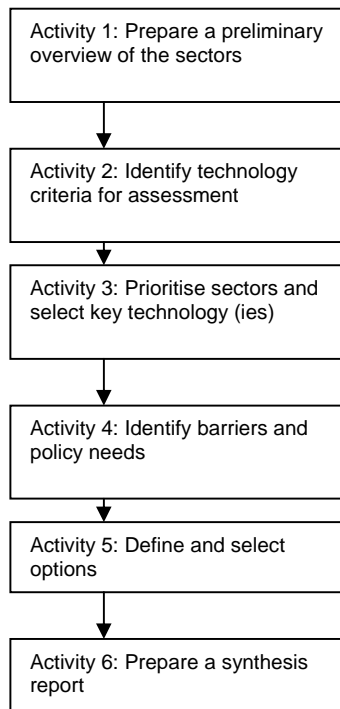 Activity 1: Prepare a preliminary
overview of the sectors
Activity 2: Identify technology
criteria for assessment
Activity 3: Prioritise sectors and
select key technology (ies)
Activity 4: Identify barriers and
policy needs
Activity 5: Define and select
options
Activity 6: Prepare a synthesis
report